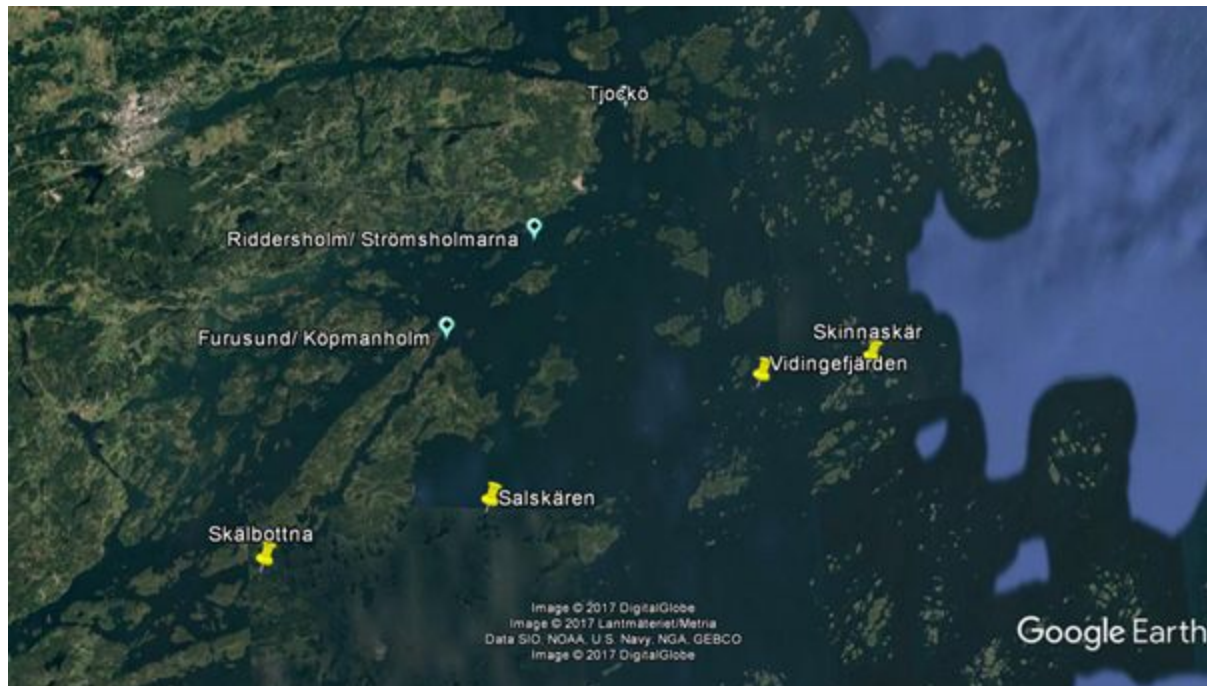 Tjockö
Riddersholm/ Strömsholmarna
Furusund/ Köpmanholm
Skinnaskär
Vidingefjärden
Salskären
Skälbottna
Image © 2017 DigitalGlobe
Image © 2017 Lantmäteriet/Metria
Data SIO, NOAA, U.S. Navy, NGA, GEBCO
Image © 2017 DigitalGlobe
Google Earth